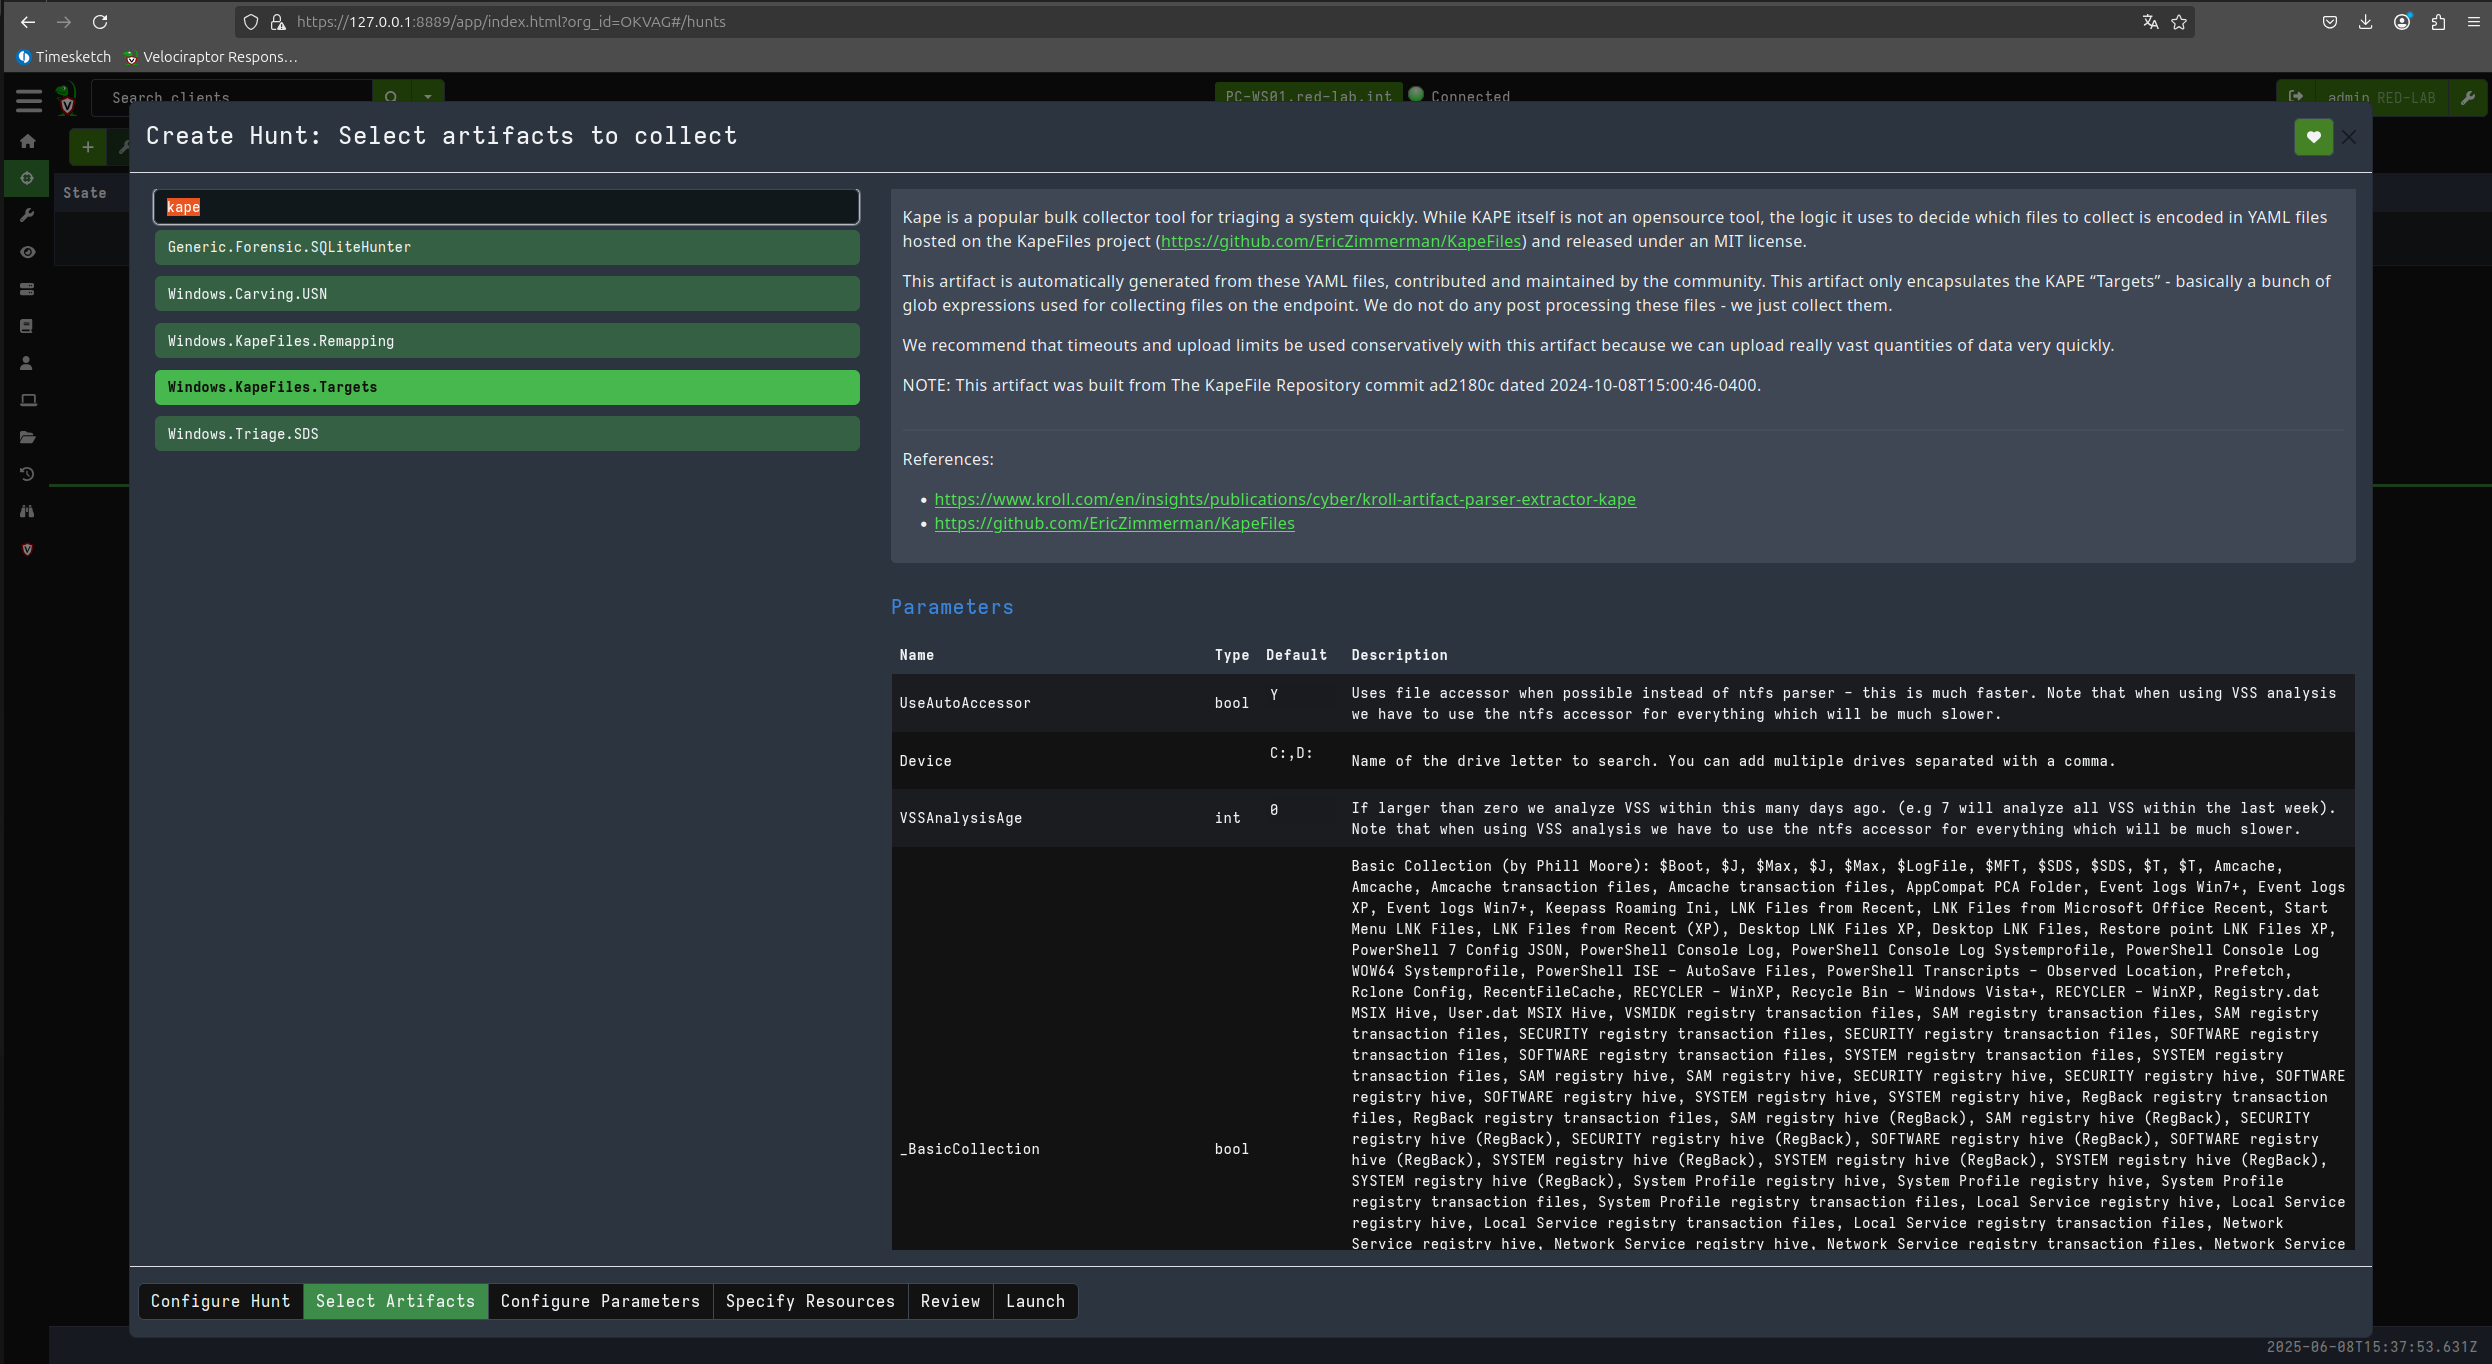 https://127.0.0.1:8889/app/index.html?org_id=OKVAG#/hunts
Timesketch
Velociraptor Respons…
Search clients
PC-WS01.red-lab.int
Connected
admin RED-LAB
Create Hunt: Select artifacts to collect
State
kape
Generic.Forensic.SQLiteHunter
Windows.Carving.USN
Windows.KapeFiles.Remapping
Windows.KapeFiles.Targets
Windows.Triage.SDS
Kape is a popular bulk collector tool for triaging a system quickly. While KAPE itself is not an opensource tool, the logic it uses to decide which files to collect is encoded in YAML files
hosted on the KapeFiles project (https://github.com/EricZimmerman/KapeFiles) and released under an MIT license.
This artifact is automatically generated from these YAML files, contributed and maintained by the community. This artifact only encapsulates the KAPE “Targets” - basically a bunch of
glob expressions used for collecting files on the endpoint. We do not do any post processing these files - we just collect them.
We recommend that timeouts and upload limits be used conservatively with this artifact because we can upload really vast quantities of data very quickly.
NOTE: This artifact was built from The KapeFile Repository commit ad2180c dated 2024-10-08T15:00:46-0400.
References:
• https://www.kroll.com/en/insights/publications/cyber/kroll-artifact-parser-extractor-kape
• https://github.com/EricZimmerman/KapeFiles
Parameters
Name Type Default Description
UseAutoAccessor bool Y Uses file accessor when possible instead of ntfs parser - this is much faster. Note that when using VSS analysis
we have to use the ntfs accessor for everything which will be much slower.
Device C:,D: Name of the drive letter to search. You can add multiple drives separated with a comma.
VSSAnalysisAge int 0 If larger than zero we analyze VSS within this many days ago. (e.g 7 will analyze all VSS within the last week).
Note that when using VSS analysis we have to use the ntfs accessor for everything which will be much slower.
_BasicCollection bool
Basic Collection (by Phill Moore): $Boot, $J, $Max, $J, $Max, $LogFile, $MFT, $SDS, $SDS, $T, $T, Amcache,
Amcache, Amcache transaction files, Amcache transaction files, AppCompat PCA Folder, Event logs Win7+, Event logs
XP, Event logs Win7+, Keepass Roaming Ini, LNK Files from Recent, LNK Files from Microsoft Office Recent, Start
Menu LNK Files, LNK Files from Recent (XP), Desktop LNK Files XP, Desktop LNK Files, Restore point LNK Files XP,
PowerShell 7 Config JSON, PowerShell Console Log, PowerShell Console Log Systemprofile, PowerShell Console Log
WOW64 Systemprofile, PowerShell ISE - AutoSave Files, PowerShell Transcripts - Observed Location, Prefetch,
Rclone Config, RecentFileCache, RECYCLER - WinXP, Recycle Bin - Windows Vista+, RECYCLER - WinXP, Registry.dat
MSIX Hive, User.dat MSIX Hive, VSMIDK registry transaction files, SAM registry transaction files, SAM registry
transaction files, SECURITY registry transaction files, SECURITY registry transaction files, SOFTWARE registry
transaction files, SOFTWARE registry transaction files, SYSTEM registry transaction files, SYSTEM registry
transaction files, SAM registry hive, SAM registry hive, SECURITY registry hive, SECURITY registry hive, SOFTWARE
registry hive, SOFTWARE registry hive, SYSTEM registry hive, SYSTEM registry hive, RegBack registry transaction
files, RegBack registry transaction files, SAM registry hive (RegBack), SAM registry hive (RegBack), SECURITY
registry hive (RegBack), SECURITY registry hive (RegBack), SOFTWARE registry hive (RegBack), SOFTWARE registry
hive (RegBack), SYSTEM registry hive (RegBack), SYSTEM registry hive (RegBack), SYSTEM registry hive (RegBack),
SYSTEM registry hive (RegBack), System Profile registry hive, System Profile registry hive, System Profile
registry transaction files, System Profile registry transaction files, Local Service registry hive, Local Service
registry hive, Local Service registry transaction files, Local Service registry transaction files, Network
Service registry hive, Network Service registry hive, Network Service registry transaction files, Network Service
Configure Hunt
Select Artifacts
Configure Parameters
Specify Resources
Review
Launch
2025-06-08T15:37:53.631Z